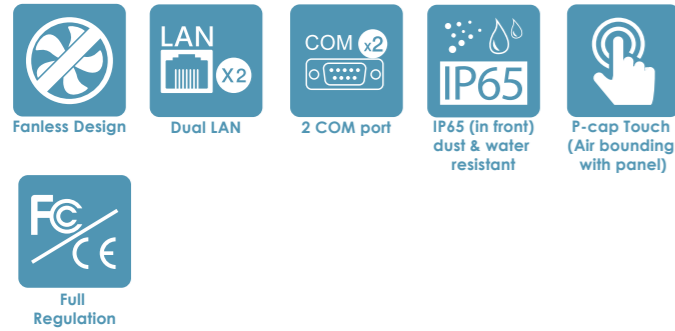 LAN
X2
COM x2
IP65
Fanless Design
Dual LAN
2 COM port
IP65 (in front)
dust & water
resistant
P-cap Touch
(Air bounding
with panel)
FC
CE
Full
Regulation